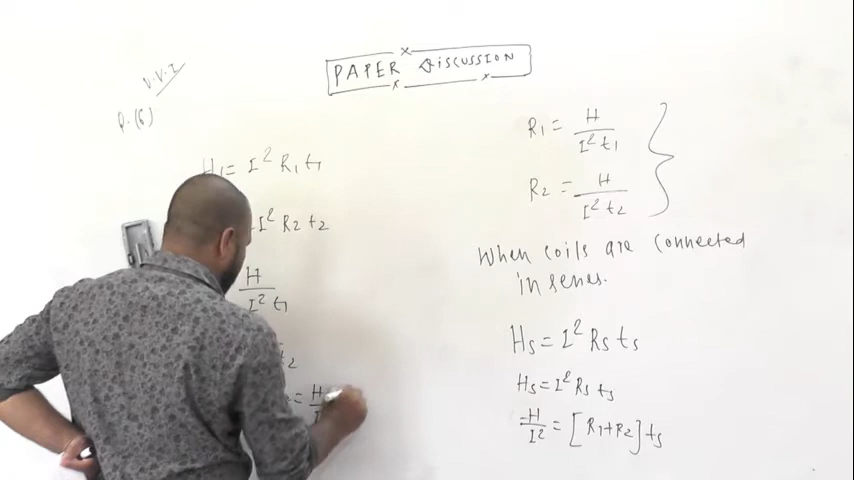 V.V.I
PAPER DISCUSSION
P. (6)
H₁ = I² R₁ t₁
I² R₂ t₂
H
I² t₁
t₂
= H
R₁ = H / I² t₁
R₂ = H / I² t₂
When coils are connected
in series.
Hs = I² Rs ts
Hs = I² Rs ts
H / I² = [R₁+R₂] ts